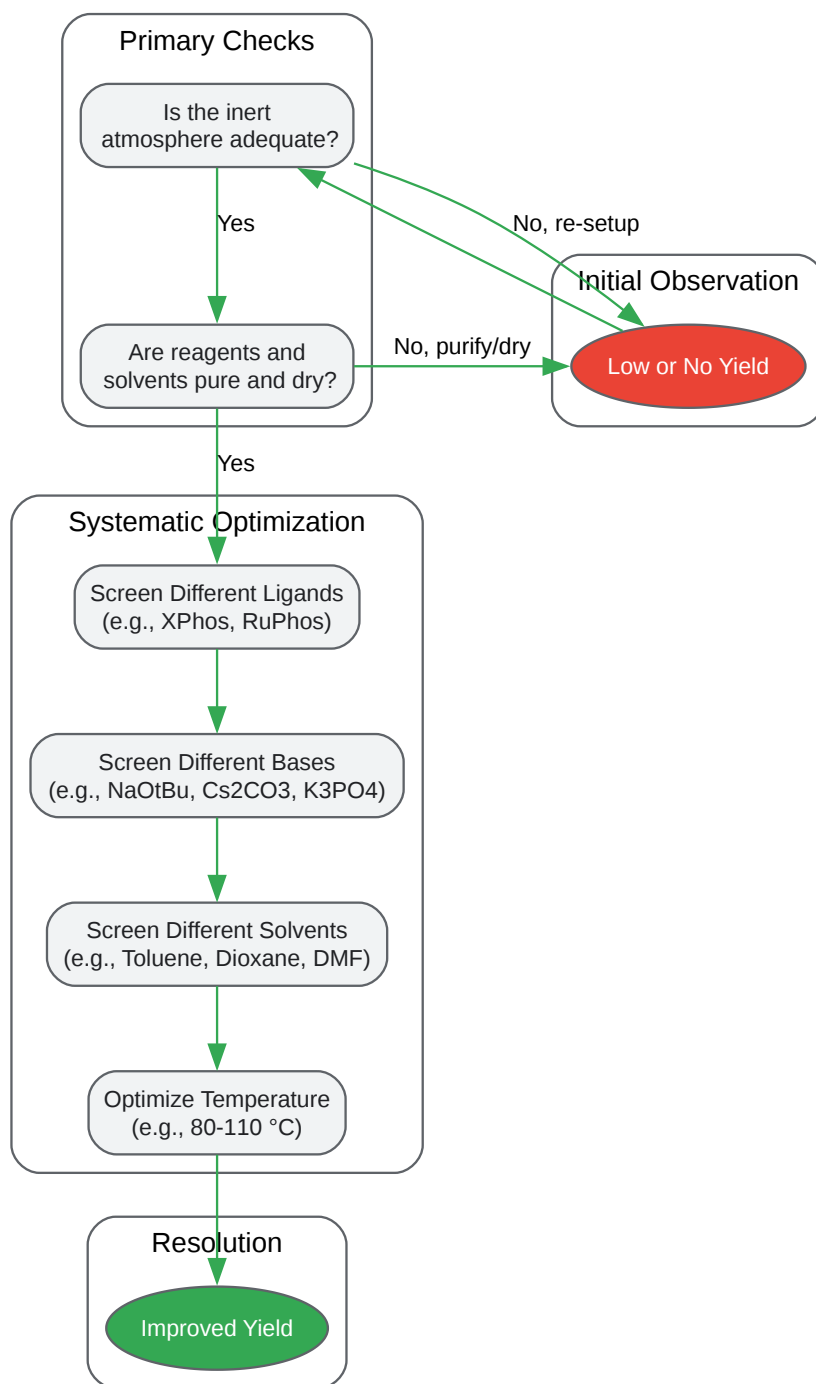 Primary Checks
Is the inert
atmosphere adequate?
No, re-setup
Yes
Initial Observation
Are reagents and
solvents pure and dry?
No, purify/dry
Low or No Yield
Yes
Systematic Optimization
Screen Different Ligands
(e.g., XPhos, RuPhos)
Screen Different Bases
(e.g., NaOtBu, Cs2CO3, K3PO4)
Screen Different Solvents
(e.g., Toluene, Dioxane, DMF)
Optimize Temperature
(e.g., 80-110 °C)
Resolution
Improved Yield